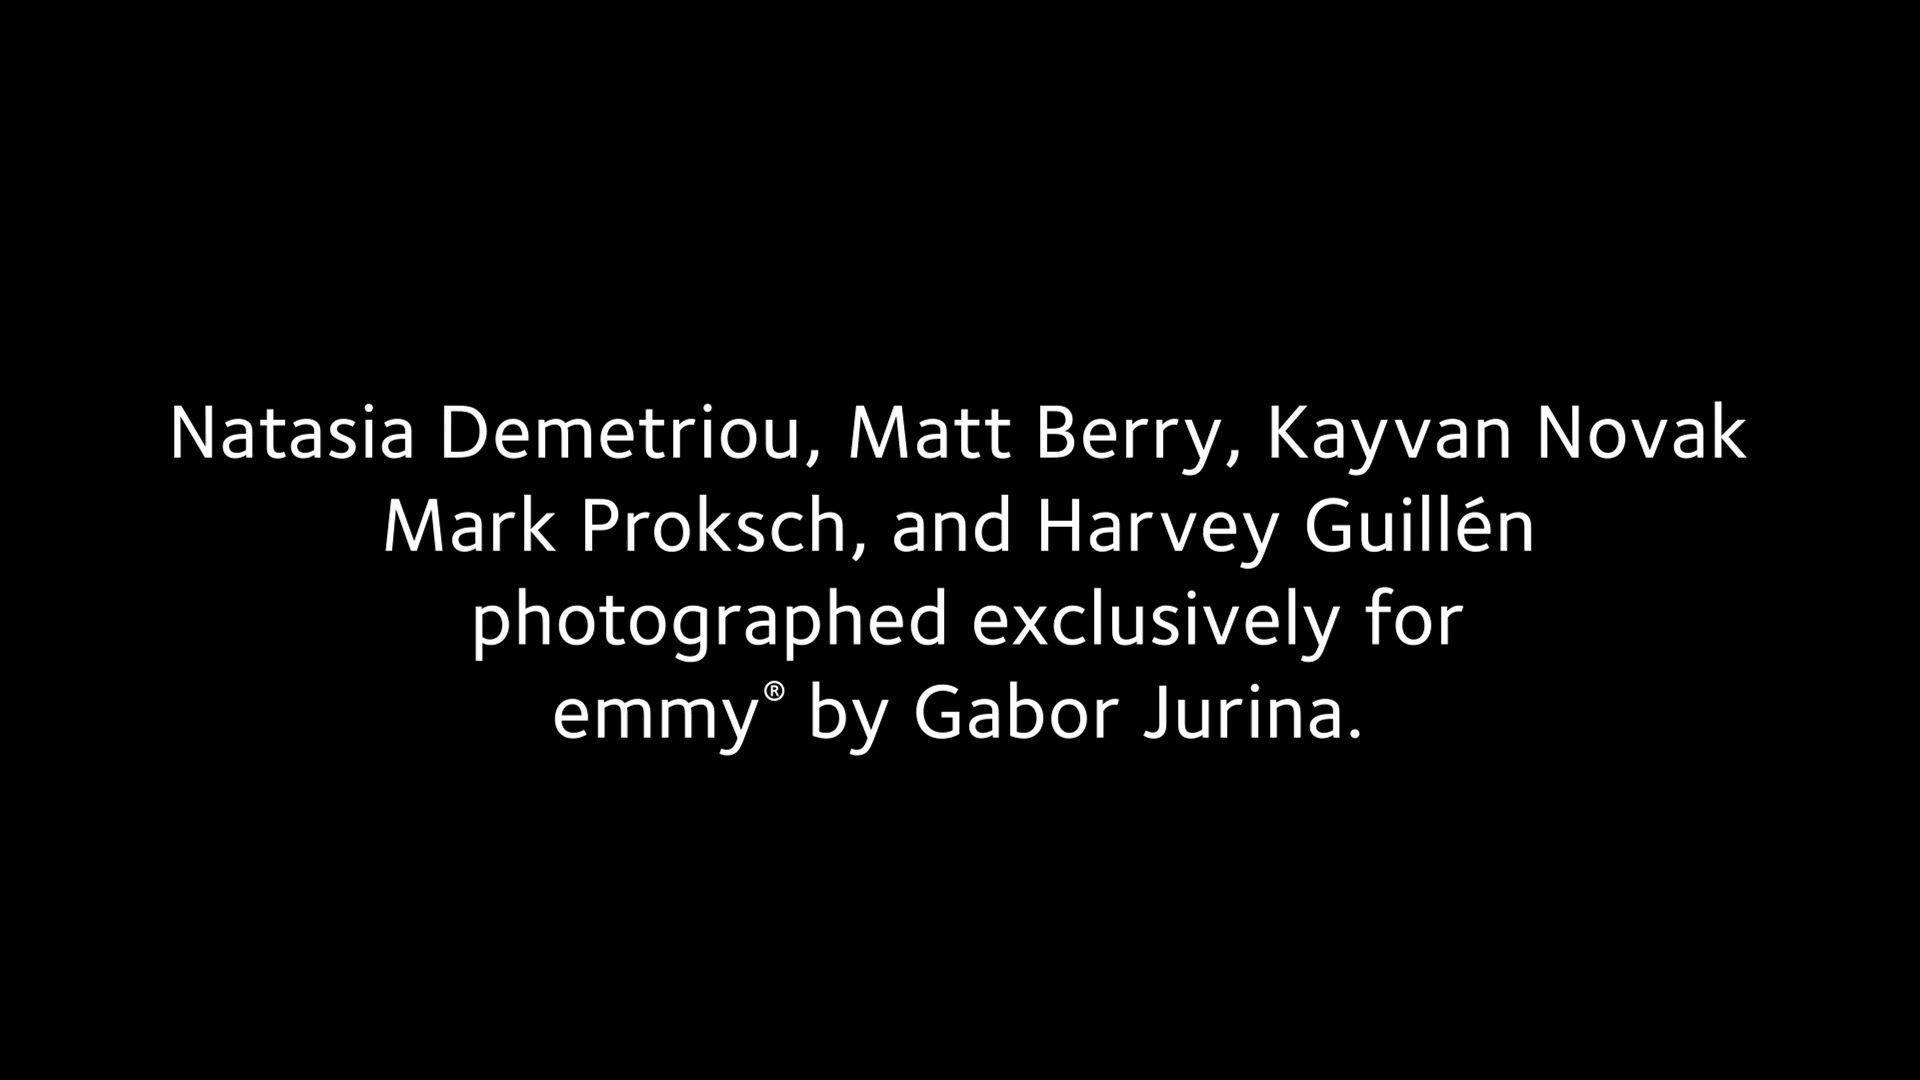 Natasia Demetriou, Matt Berry, Kayvan Novak
Mark Proksch, and Harvey Guillén
photographed exclusively for
emmy® by Gabor Jurina.